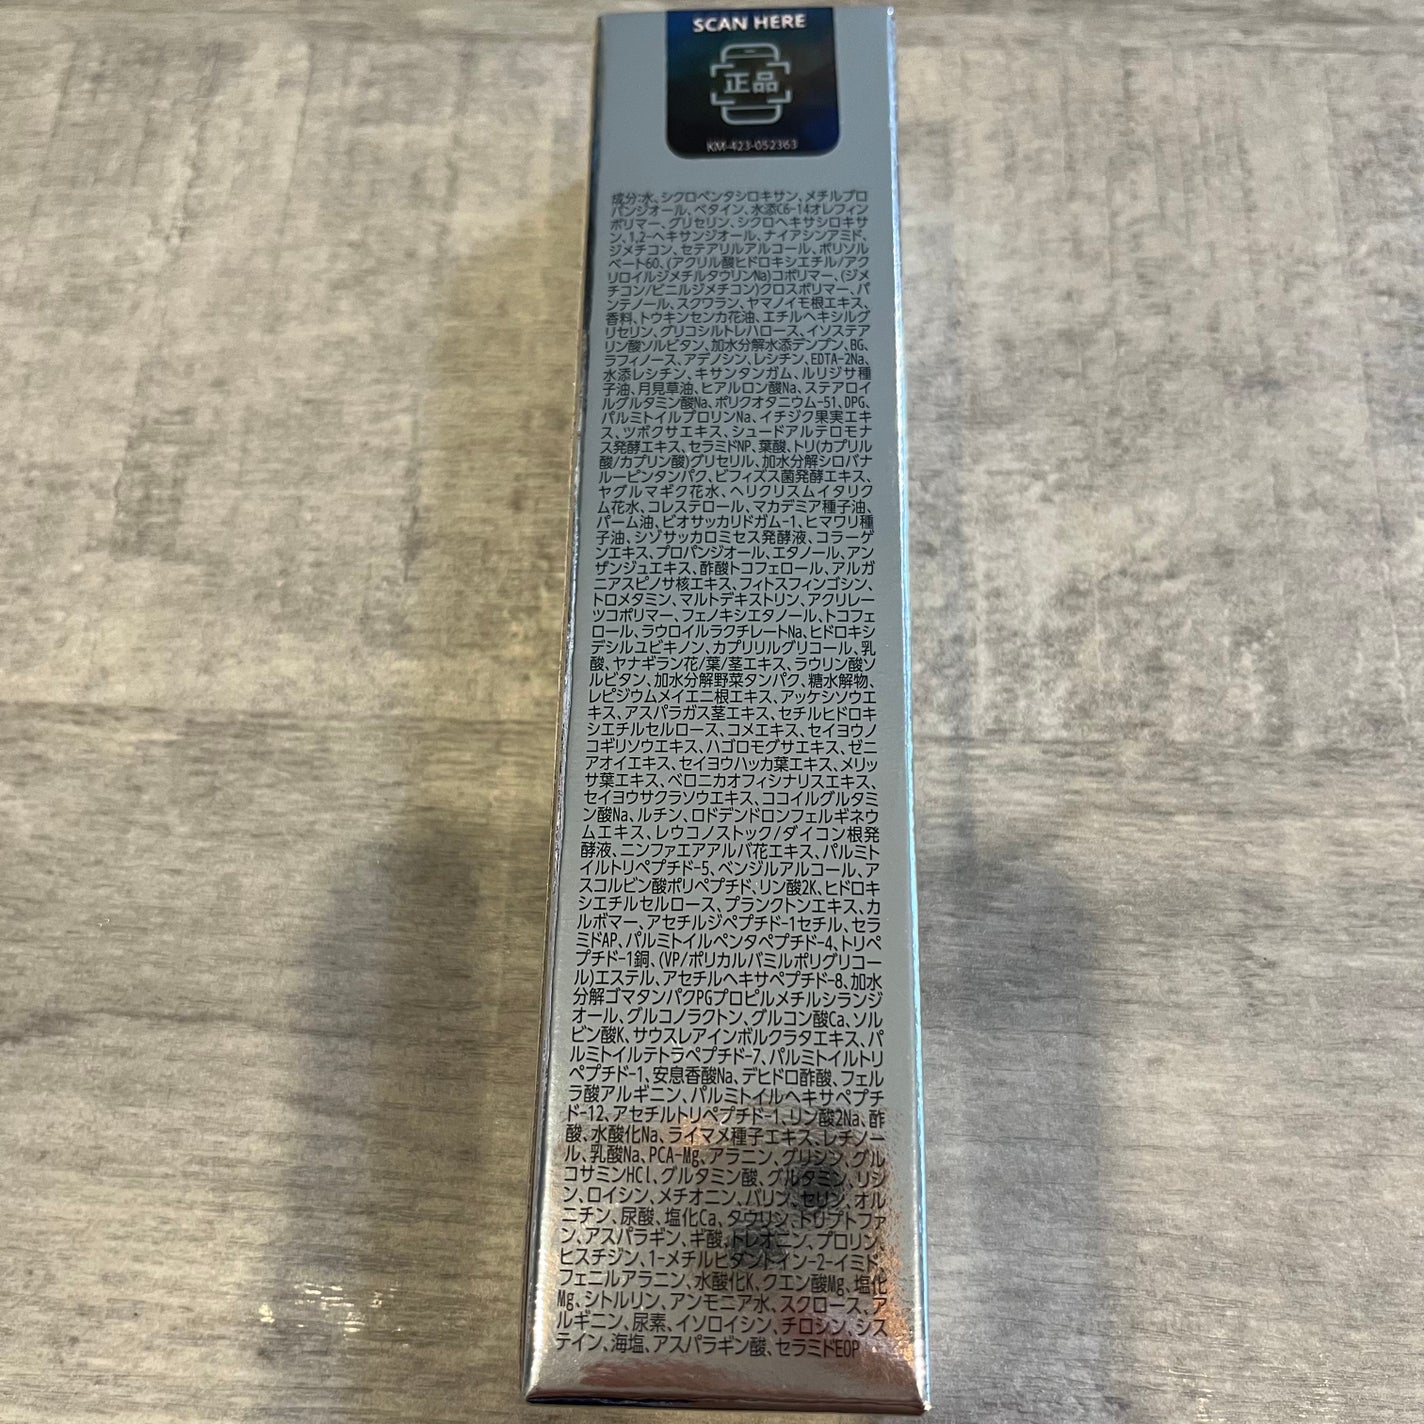 SCAN HERE
正品
KM-423-052363
成分:水、シクロペンタシロキサン、メチルプロ
パンジオール、ベタイン、水添C6-14オレフィン
ポリマー、グリセリン、シクロヘキサシロキサ
ン、1,2-ヘキサンジオール、ナイアシンアミド、
ジメチコン、セテアリルアルコール、ポリソル
ベート60、(アクリル酸ヒドロキシエチル/アク
リロイルジメチルタウリンNa)コポリマー、(ジメ
チコン/ビニルジメチコン)クロスポリマー、パ
ンテノール、スクワラン、ヤマノイモ根エキス、
香料、トウキンセンカ花油、エチルヘキシルグ
リセリン、グリコシルトレハロース、イソステア
リン酸ソルビタン、加水分解水添デンプン、BG、
ラフィノース、アデノシン、レシチン、EDTA-2Na、
水添レシチン、キサンタンガム、ルリジサ種
子油、月見草油、ヒアルロン酸Na、ステアロイ
ルグルタミン酸Na、ポリクオタニウム-51、DPG、
パルミトイルプロリンNa、イチジク果実エキ
ス、ツボクサエキス、シュードアルテロモナ
ス発酵エキス、セラミドNP、葉酸、トリ(カプリル
酸/カプリン酸)グリセリル、加水分解シロバナ
ルーピンタンパク、ビフィズス菌発酵エキス、
ヤグルマギク花水、ヘリクリスムイタリク
ム花水、コレステロール、マカデミア種子油、
パーム油、ビオサッカリドガム-1、ヒマワリ種
子油、シゾサッカロミセス発酵液、コラーゲ
ンエキス、プロパンジオール、エタノール、アン
ザンジュエキス、酢酸トコフェロール、アルガ
ニアスピノサ核エキス、フィトスフィンゴシン、
トロメタミン、マルトデキストリン、アクリレー
ツコポリマー、フェノキシエタノール、トコフェ
ロール、ラウロイルラクチレートNa、ヒドロキシ
デシルユビキノン、カプリリルグリコール、乳
酸、ヤナギラン花/葉/茎エキス、ラウリン酸ソ
ルビタン、加水分解野菜タンパク、糖水解物、
レピジウムメイエニ根エキス、アッケシソウエ
キス、アスパラガス茎エキス、セチルヒドロキ
シエチルセルロース、コメエキス、セイヨウノ
コギリソウエキス、ハゴロモグサエキス、ゼニ
アオイエキス、セイヨウハッカ葉エキス、メリッ
サ葉エキス、ベロニカオフィシナリスエキス、
セイヨウサクラソウエキス、ココイルグルタミ
ン酸Na、ルチン、ロドデンドロンフェルギネウ
ムエキス、レウコノストック/ダイコン根発
酵液、ニンファエアアルバ花エキス、パルミト
イルトリペプチド-5、ベンジルアルコール、ア
スコルビン酸ポリペプチド、リン酸2K、ヒドロキ
シエチルセルロース、プランクトンエキス、カ
ルボマー、アセチルジペプチド-1セチル、セラ
ミドAP、パルミトイルペンタペプチド-4、トリペ
プチド-1銅、(VP/ポリカルバミルポリグリコー
ル)エステル、アセチルヘキサペプチド-8、加水
分解ゴマタンパクPGプロピルメチルシランジ
オール、グルコノラクトン、グルコン酸Ca、ソル
ビン酸K、サウスレアインボルクラタエキス、パ
ルミトイルテトラペプチド-7、パルミトイルトリ
ペプチド-1、安息香酸Na、デヒドロ酢酸、フェル
ラ酸アルギニン、パルミトイルヘキサペプチ
ド-12、アセチルトリペプチド-1、リン酸2Na、酢
酸、水酸化Na、ライマメ種子エキス、レチノー
ル、乳酸Na、PCA-Mg、アラニン、グリシン、グル
コサミンHCl、グルタミン酸、グルタミン、リジ
ン、ロイシン、メチオニン、バリン、セリン、オル
ニチン、尿酸、塩化Ca、タウリン、トリプトファ
ン、アスパラギン、ギ酸、トレオニン、プロリン、
ヒスチジン、1-メチルヒダントイン-2-イミド、
フェニルアラニン、水酸化K、クエン酸Mg、塩化
Mg、シトルリン、アンモニア水、スクロース、ア
ルギニン、尿素、イソロイシン、チロシン、シス
テイン、海塩、アスパラギン酸、セラミドEOP